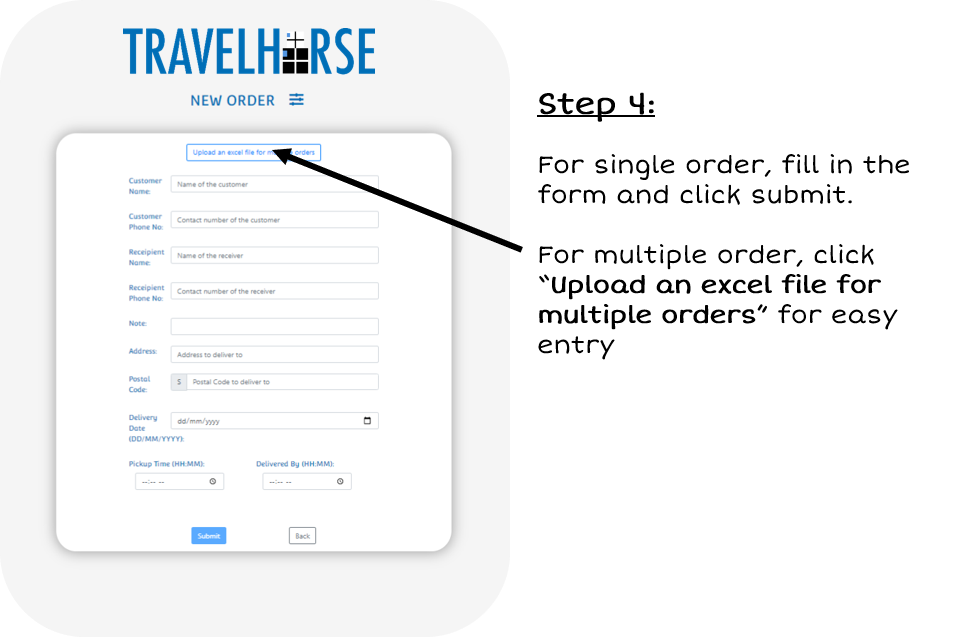 TRAVELHORSE
NEW ORDER
Upload an excel file for multiple orders
Customer
Name:
Name of the customer
Customer
Phone No:
Contact number of the customer
Receipient
Name:
Name of the receiver
Receipient
Phone No:
Contact number of the receiver
Note:
Address:
Address to deliver to
Postal
Code:
S
Postal Code to deliver to
Delivery
Date
(DD/MM/YYYY):
dd/mm/yyyy
Pickup Time (HH:MM):
Delivered By (HH:MM):
--:-- --
--:-- --
Submit
Back
Step 4:
For single order, fill in the
form and click submit.
For multiple order, click
“Upload an excel file for
multiple orders” for easy
entry